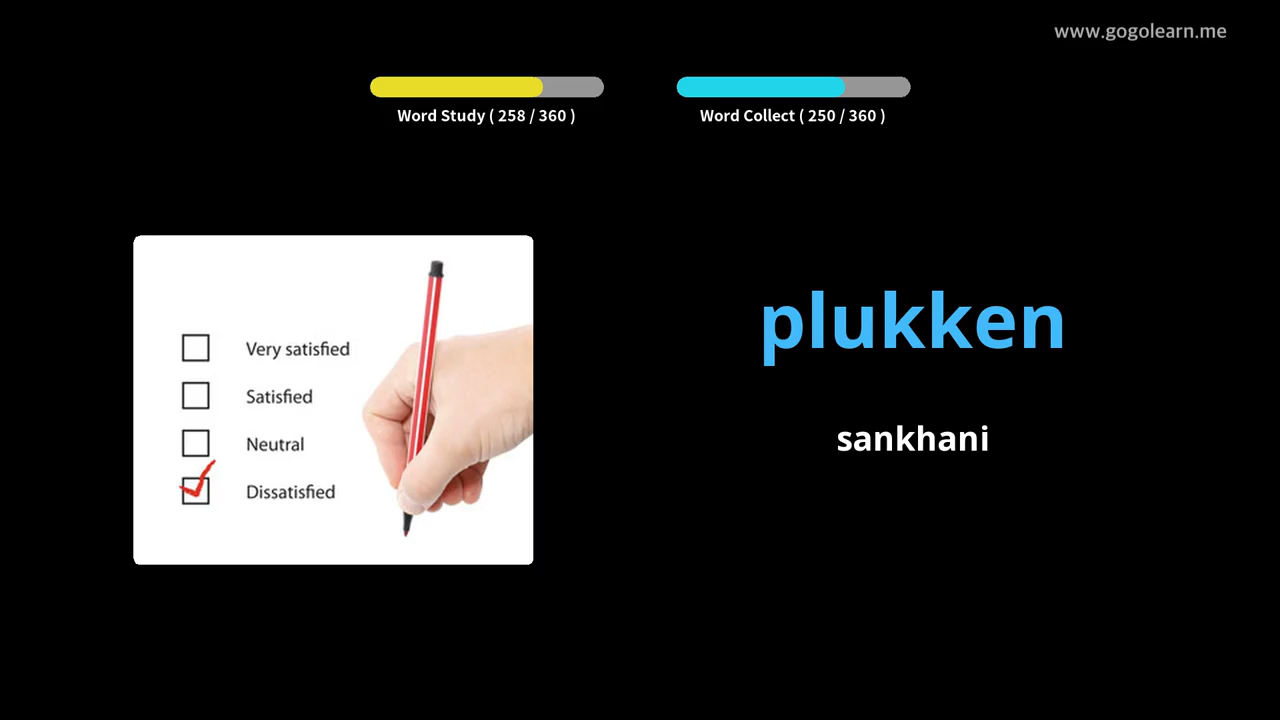 www.gogolearn.me
Word Study ( 258 / 360 )
Word Collect ( 250 / 360 )
Very satisfied
Satisfied
Neutral
Dissatisfied
plukken
sankhani